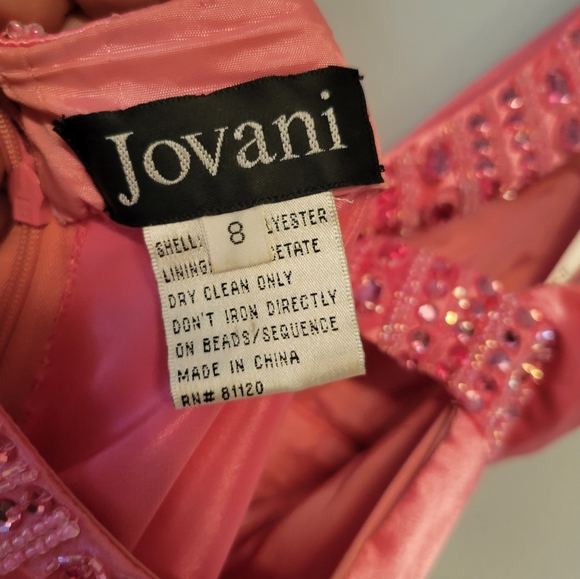 Jovani
8
SHELL: LYESTER
LINING ETATE
DRY CLEAN ONLY
DON'T IRON DIRECTLY
ON BEADS/SEQUENCE
MADE IN CHINA
RN# 81120